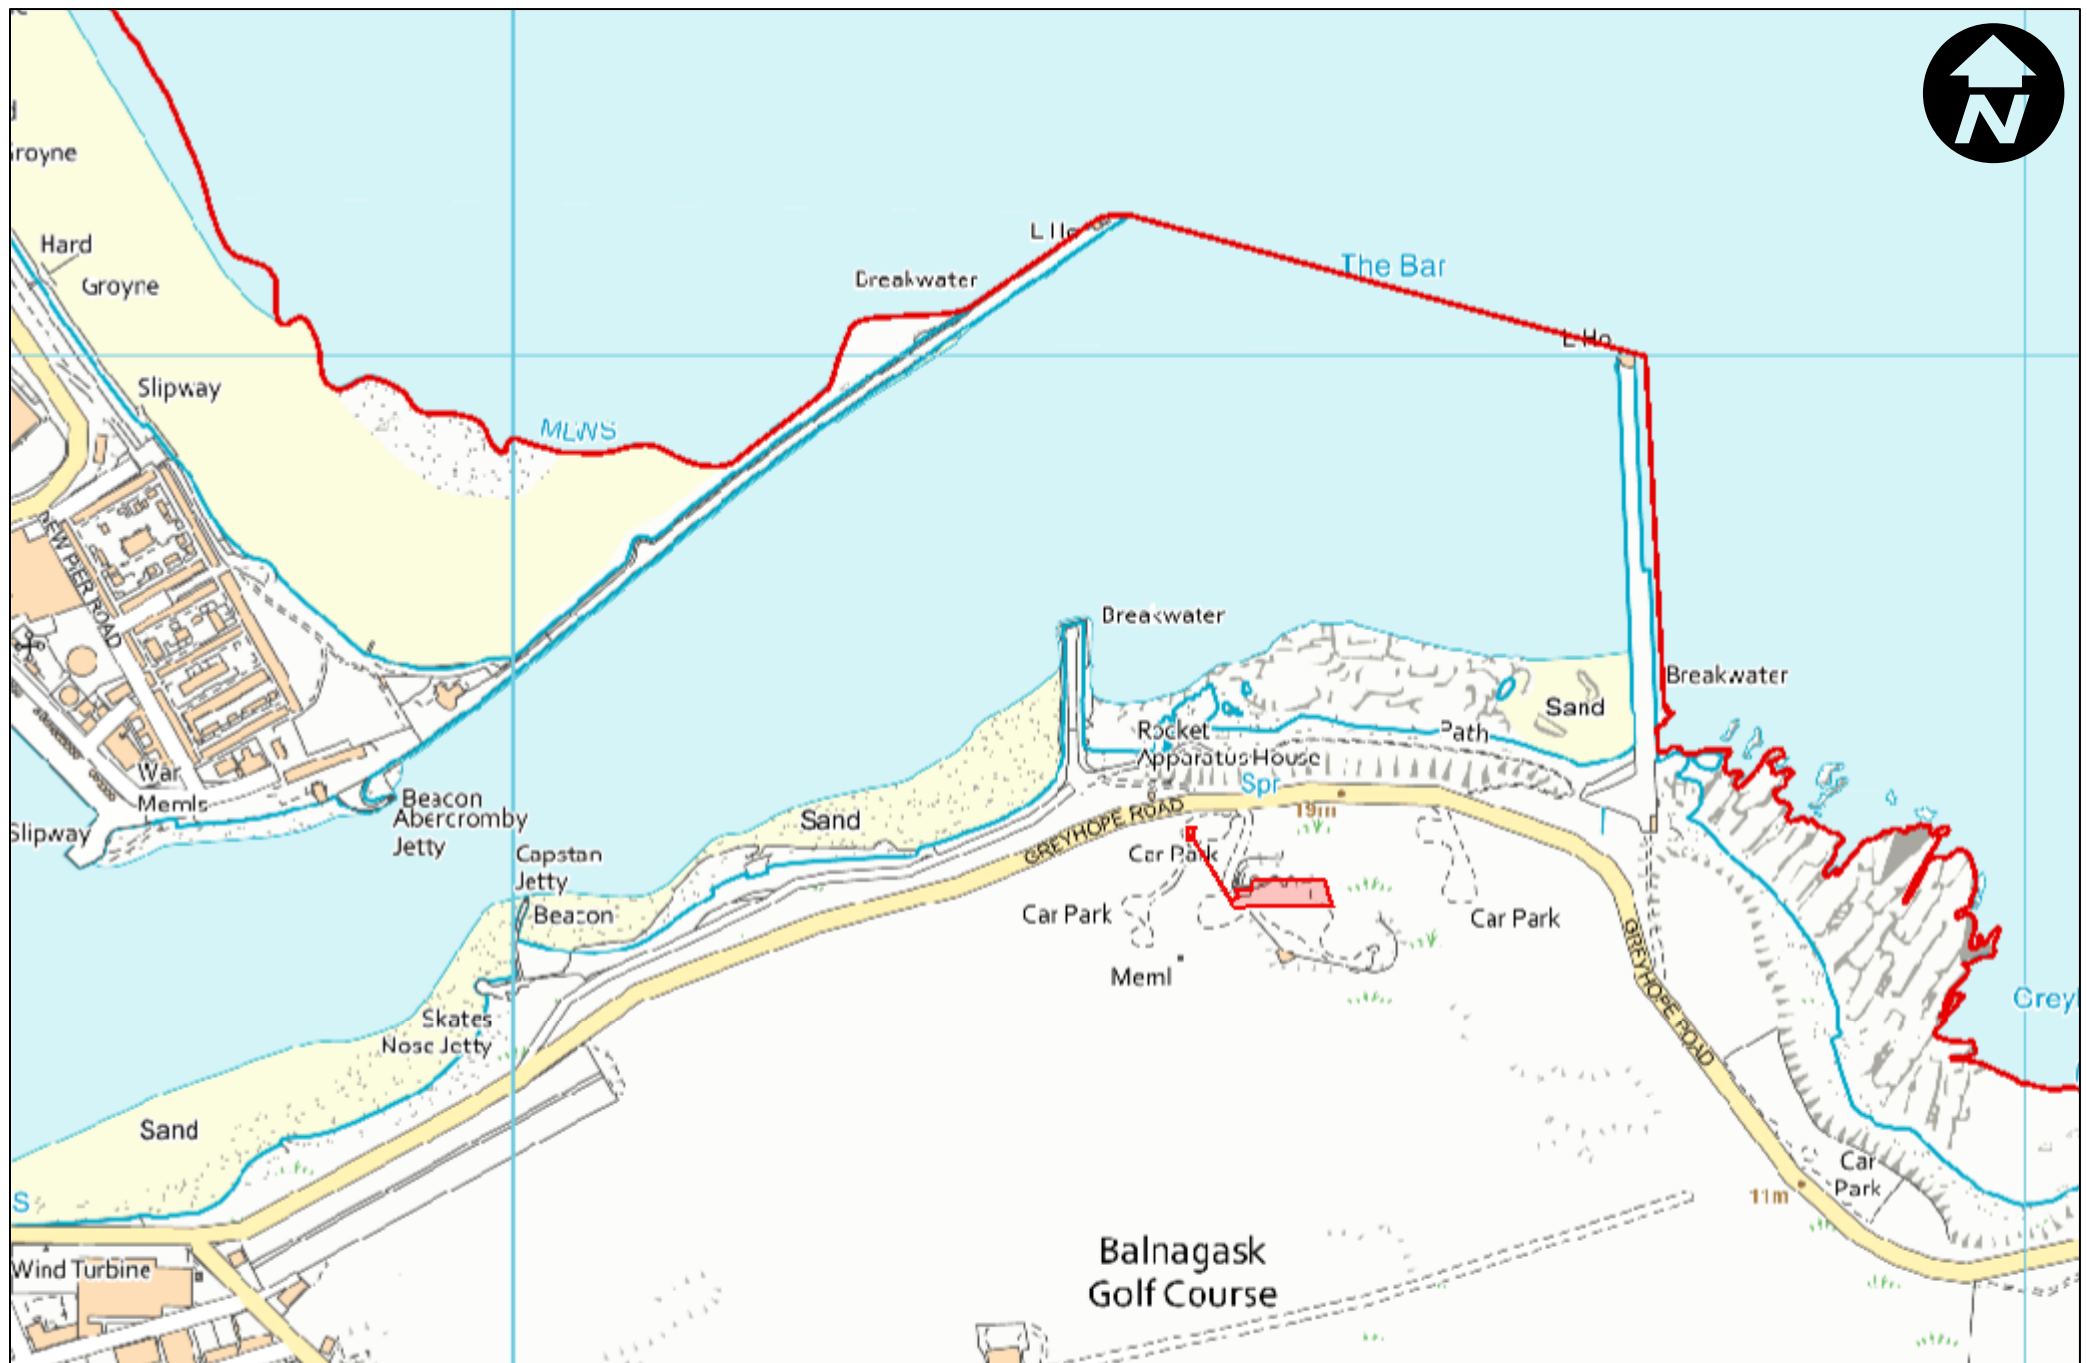 N
Hard
Groyne
The Bar
Breakwater
L Ho
Slipway
MLWS
NEW PIER ROAD
Breakwater
Breakwater
Sand
Rocket
Apparatus House
Path
Spr
19m
War
Memls
Slipway
Beacon
Abercromby
Jetty
Sand
GREYHOPE ROAD
Capstan
Jetty
Beacon
Car Park
Car Park
Car Park
Meml
GREYHOPE ROAD
Skates
Nose Jetty
Sand
Car
Park
11m
Wind Turbine
Balnagask
Golf Course